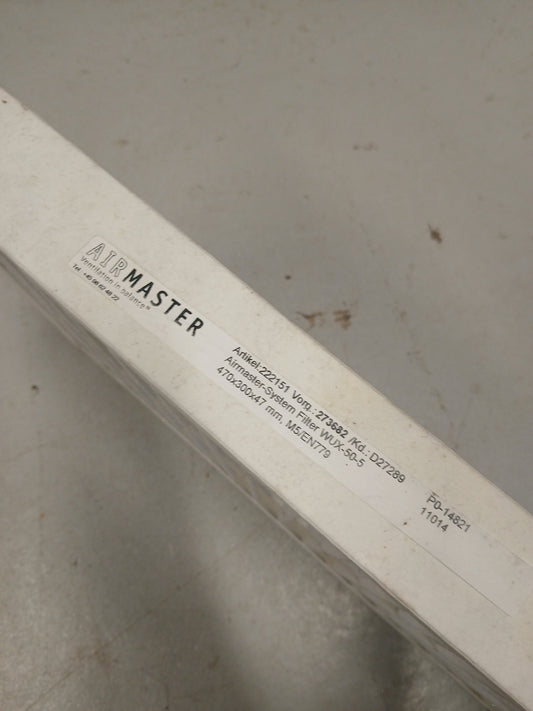 AIRMASTER
Ventilation in balance™
Tel. +45 98 62 48 22
Artikel:222151 Vorg.: 273682 /Kd.: D27289
Airmaster-System Filter WUX-50-5
470x300x47 mm, M5/EN779
P0-14821
11014